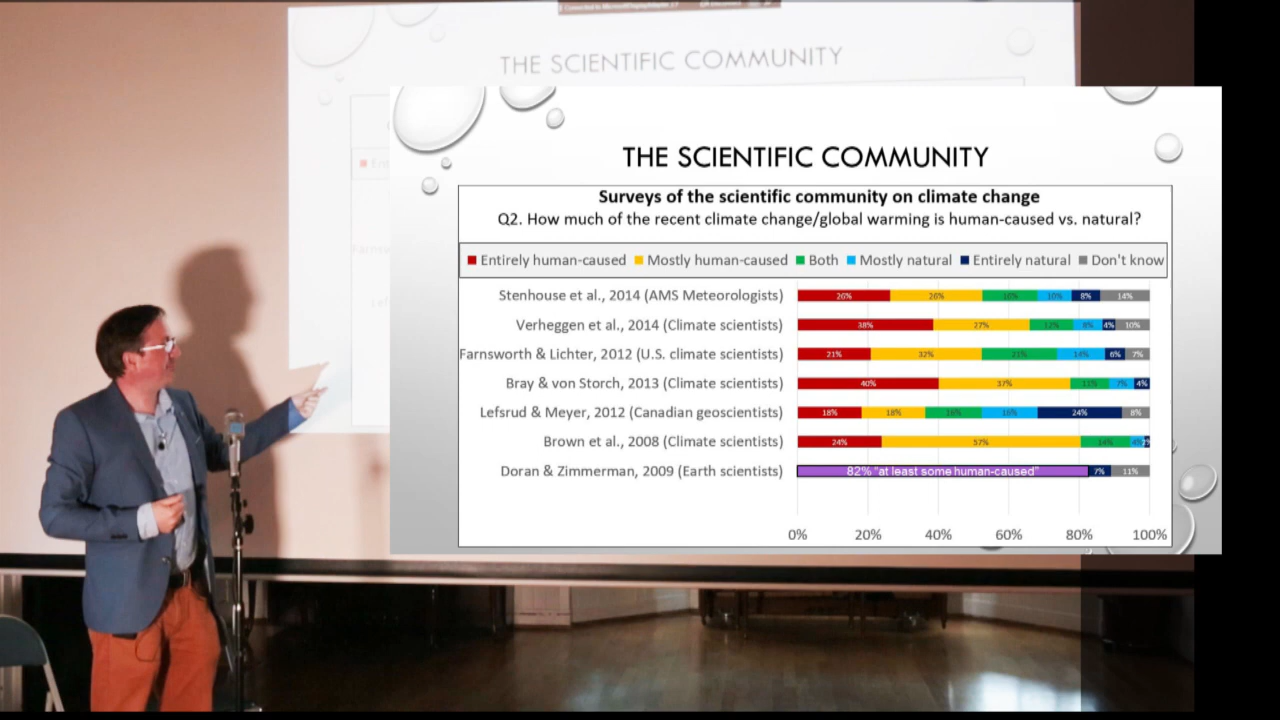 THE SCIENTIFIC COMMUNITY
THE SCIENTIFIC COMMUNITY
Surveys of the scientific community on climate change
Q2. How much of the recent climate change/global warming is human-caused vs. natural?
Entirely human-caused Mostly human-caused Both Mostly natural Entirely natural Don't know
Stenhouse et al., 2014 (AMS Meteorologists) 26% 26% 10% 8% 14%
Verheggen et al., 2014 (Climate scientists) 38% 27% 12% 8% 4% 10%
Farnsworth & Lichter, 2012 (U.S. climate scientists) 21% 32% 21% 14% 6% 7%
Bray & von Storch, 2013 (Climate scientists) 40% 37% 11% 7% 4%
Lefsrud & Meyer, 2012 (Canadian geoscientists) 18% 18% 16% 16% 24% 8%
Brown et al., 2008 (Climate scientists) 24% 57% 14% 4%
Doran & Zimmerman, 2009 (Earth scientists) 82% "at least some human-caused" 7% 11%
0% 20% 40% 60% 80% 100%